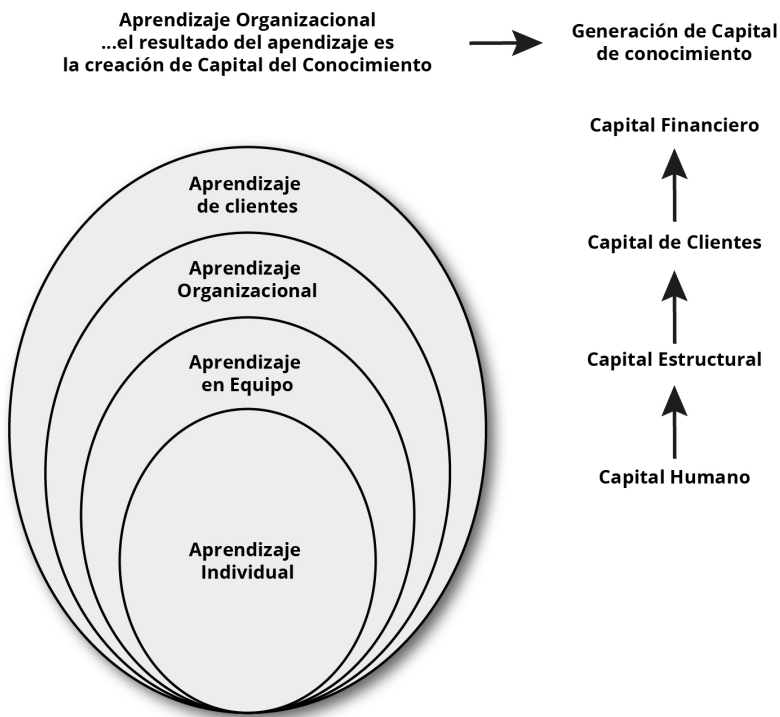 Aprendizaje Organizacional
...el resultado del apendizaje es
la creación de Capital del Conocimiento
Generación de Capital
de conocimiento
Capital Financiero
Aprendizaje
de clientes
Capital de Clientes
Aprendizaje
Organizacional
Capital Estructural
Aprendizaje
en Equipo
Capital Humano
Aprendizaje
Individual